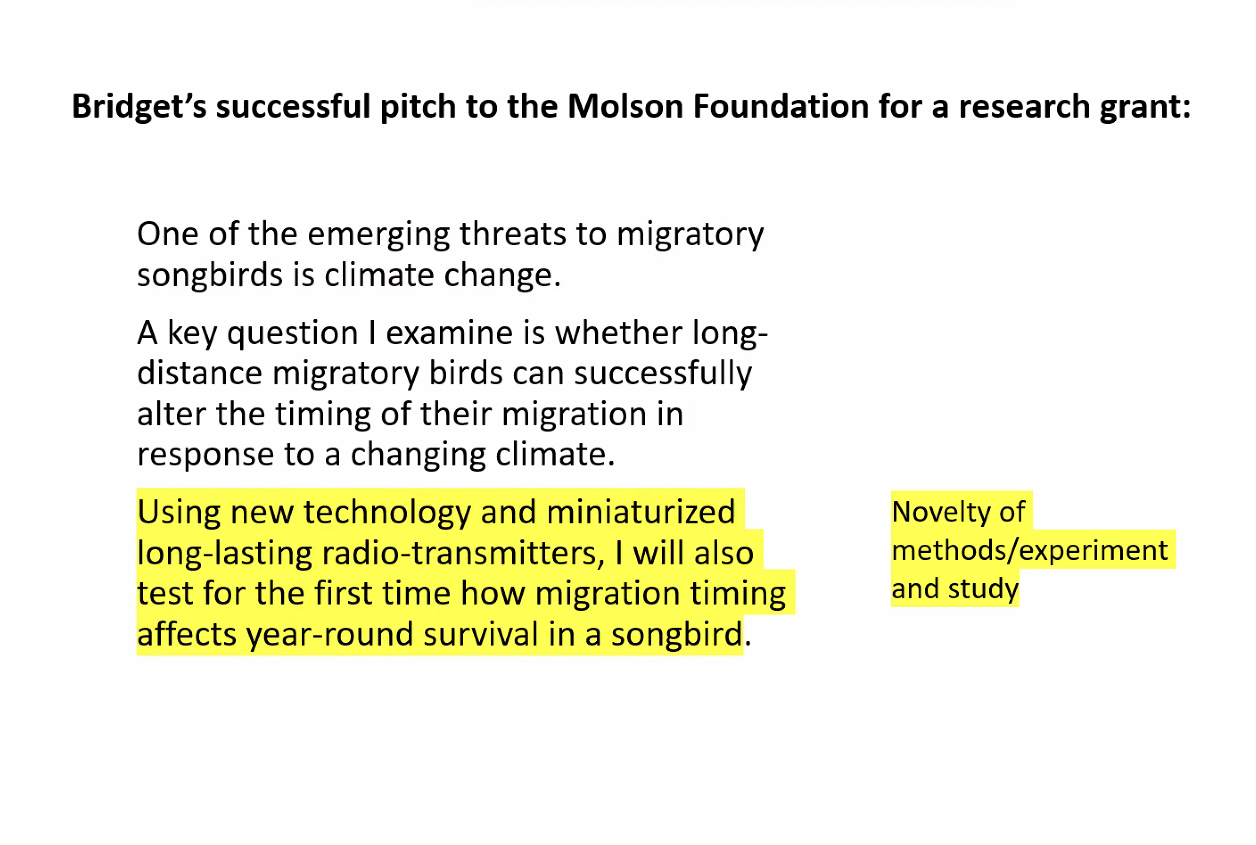 Bridget’s successful pitch to the Molson Foundation for a research grant:
One of the emerging threats to migratory
songbirds is climate change.
A key question I examine is whether long-
distance migratory birds can successfully
alter the timing of their migration in
response to a changing climate.
Using new technology and miniaturized
long-lasting radio-transmitters, I will also
test for the first time how migration timing
affects year-round survival in a songbird.
Novelty of
methods/experiment
and study